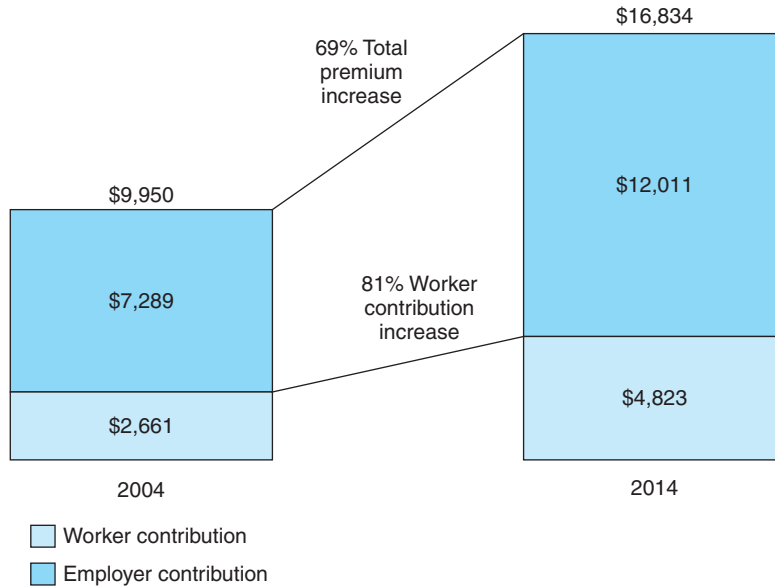 $16,834
69% Total
premium
increase
$9,950
$12,011
$7,289
81% Worker
contribution
increase
$2,661
$4,823
2004
2014
Worker contribution
Employer contribution